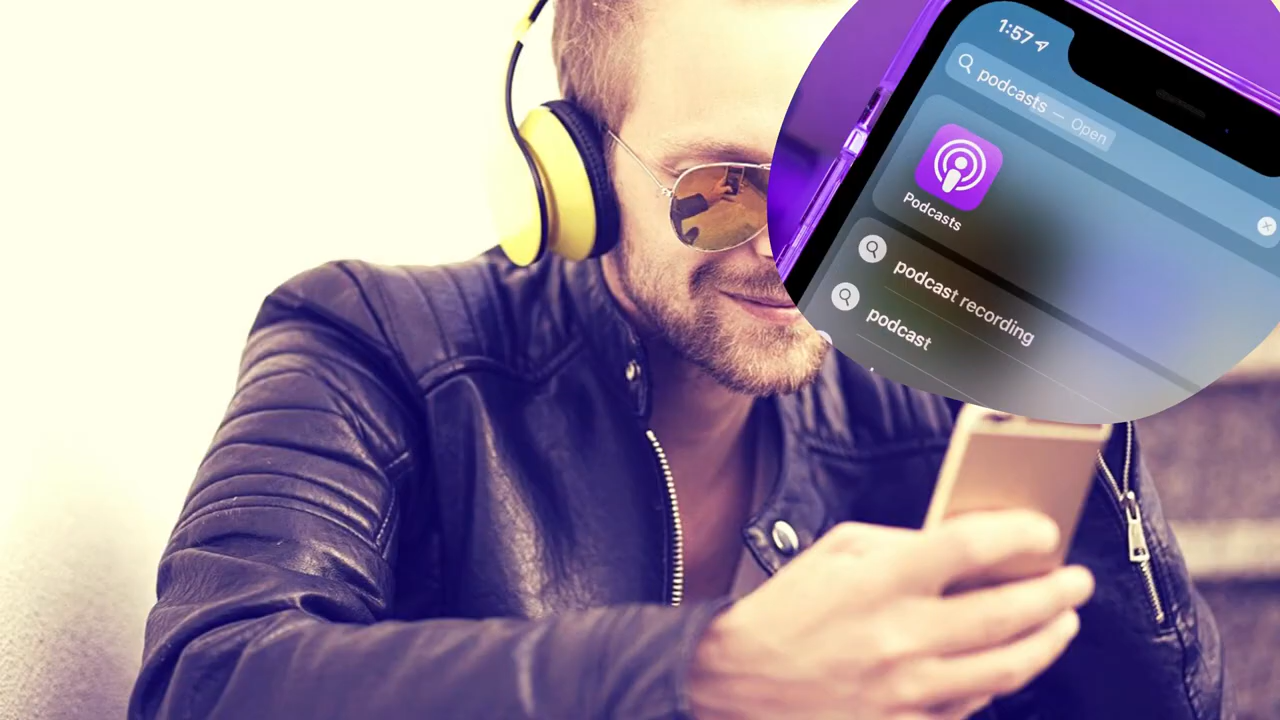 1:57
podcasts — Open
Podcasts
podcast recording
podcast